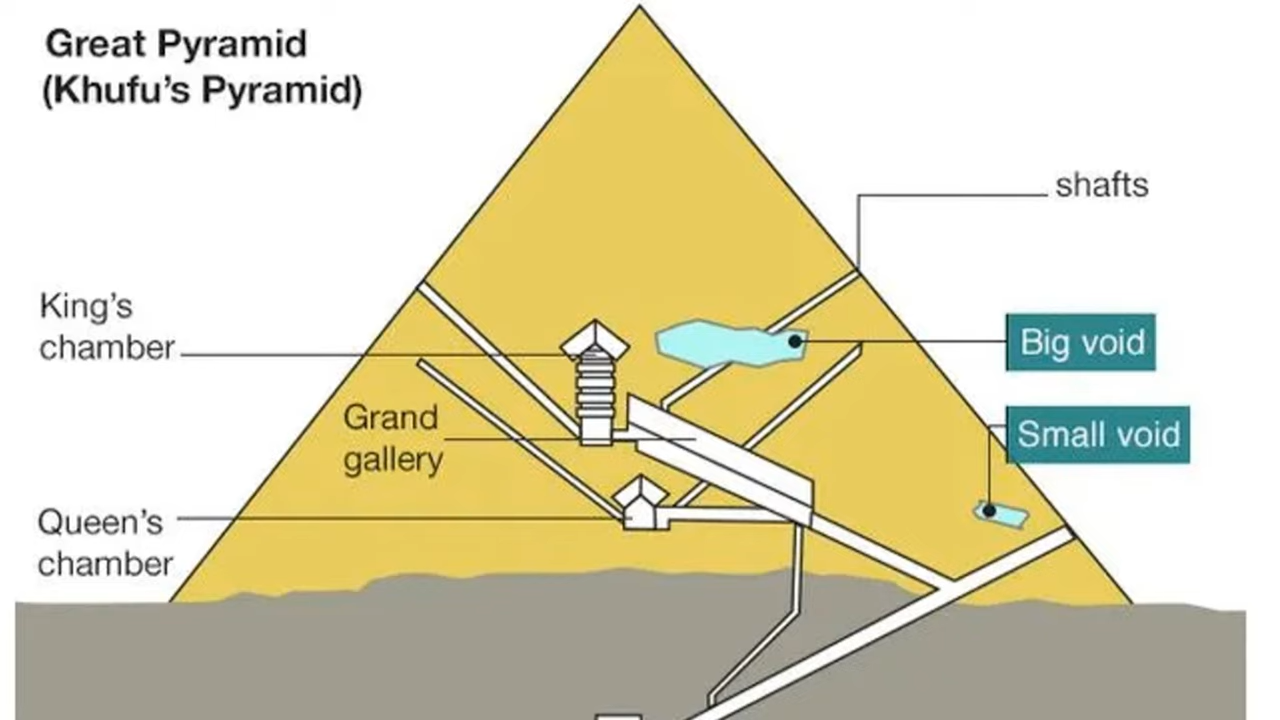 Great Pyramid
(Khufu’s Pyramid)
shafts
King’s
chamber
Big void
Grand
gallery
Small void
Queen’s
chamber